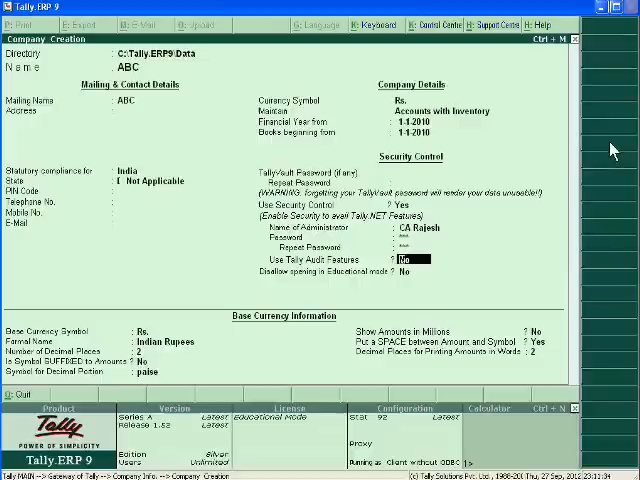 Tally.ERP 9
P: Print E: Export M: E-Mail O: Upload G: Language K: Keyboard K: Control Centre H: Support Centre H: Help
Company Creation Ctrl + M
Directory : C:\Tally.ERP9\Data
Name : ABC
Mailing & Contact Details Company Details
Mailing Name : ABC Currency Symbol : Rs.
Address : Maintain : Accounts with Inventory
Financial Year from : 1-1-2010
Books beginning from : 1-1-2010
Security Control
Statutory compliance for : India TallyVault Password (if any) :
State : Not Applicable Repeat Password :
PIN Code : (WARNING: forgetting your TallyVault password will render your data unusable!!)
Telephone No. : Use Security Control ? Yes
Mobile No. : (Enable Security to avail Tally.NET Features)
E-Mail : Name of Administrator : CA Rajesh
Password : ***
Repeat Password : ***
Use Tally Audit Features ? No
Disallow opening in Educational mode ? No
Base Currency Information
Base Currency Symbol : Rs. Show Amounts in Millions ? No
Formal Name : Indian Rupees Put a SPACE between Amount and Symbol ? Yes
Number of Decimal Places : 2 Decimal Places for Printing Amounts in Words : 2
Is Symbol SUFFIXED to Amounts ? No
Symbol for Decimal Portion : paise
Q: Quit
Product Version License Configuration Calculator Ctrl + N
Tally
POWER OF SIMPLICITY
Tally.ERP 9
Series A Latest
Release 1.52 Latest
Edition Silver
Users Unlimited
Educational Mode
Stat 92 Latest
Proxy
Running as Client without ODBC
1>
Tally MAIN --> Gateway of Tally --> Company Info. --> Company Creation (c) Tally Solutions Pvt. Ltd., Thu, 27 Sep, 2012 23:11:34